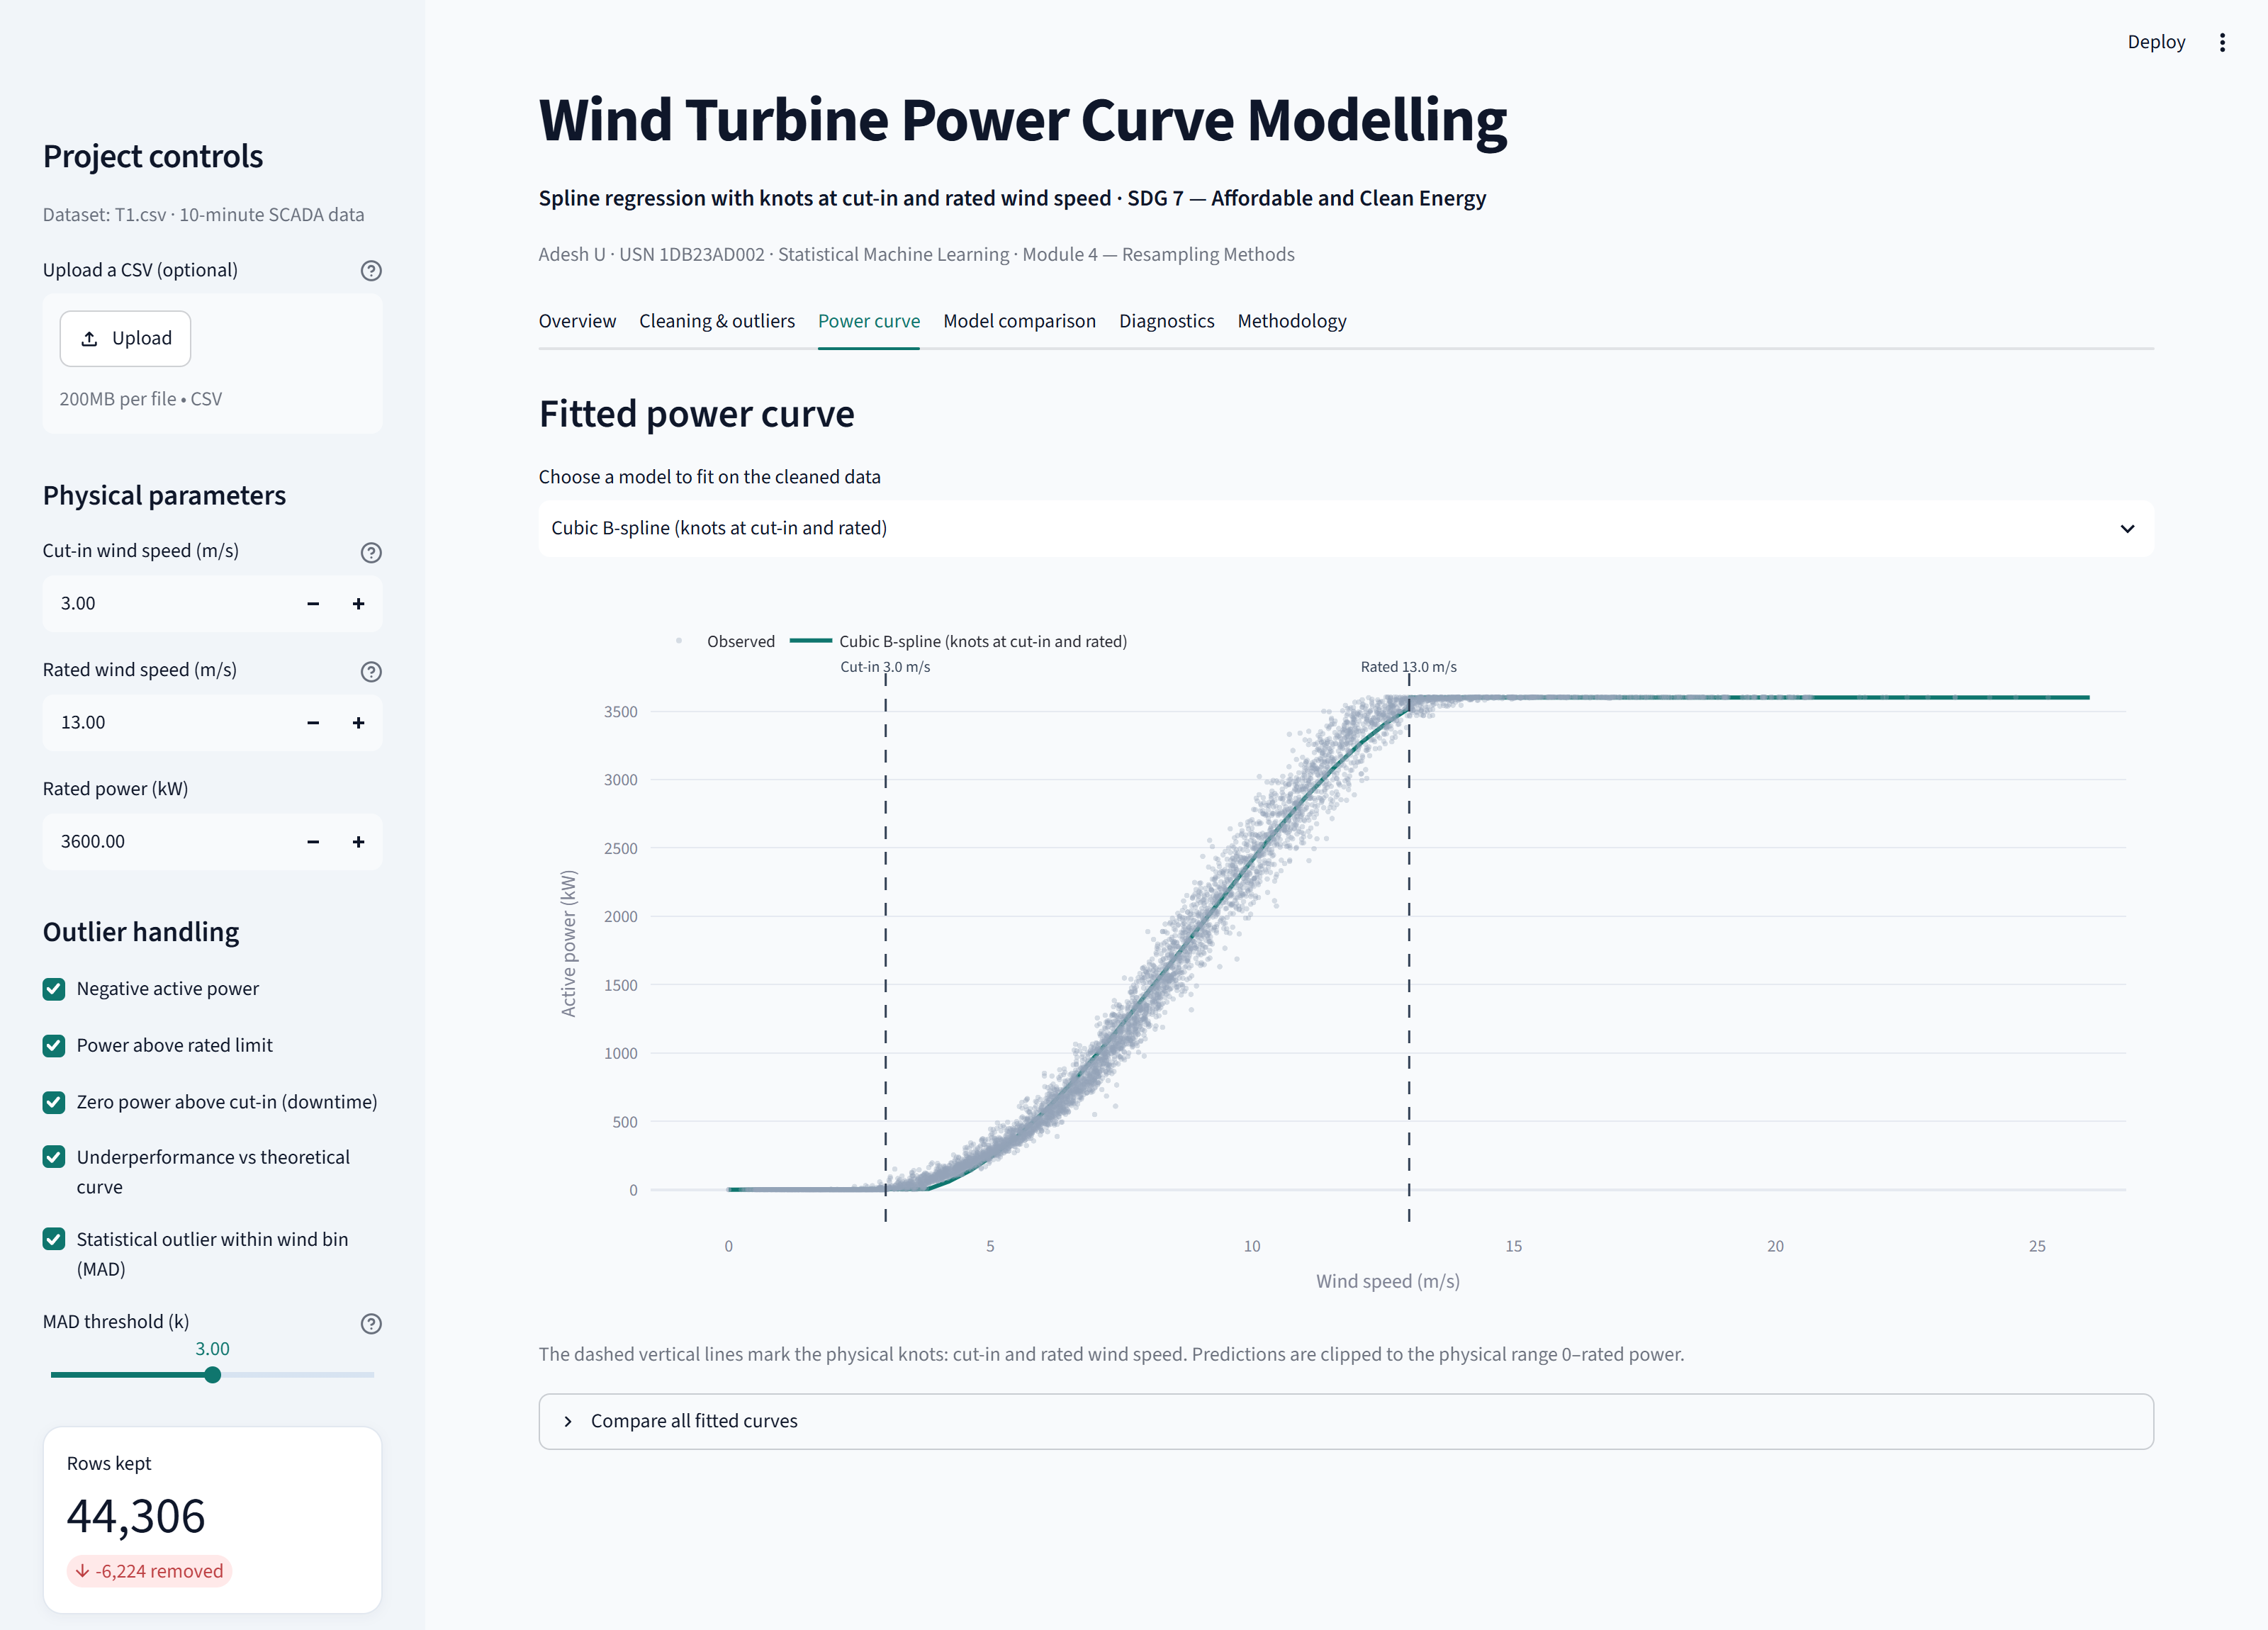 Deploy
Project controls
Dataset: T1.csv · 10-minute SCADA data
Upload a CSV (optional)
Upload
200MB per file • CSV
Physical parameters
Cut-in wind speed (m/s)
3.00
Rated wind speed (m/s)
13.00
Rated power (kW)
3600.00
Outlier handling
Negative active power
Power above rated limit
Zero power above cut-in (downtime)
Underperformance vs theoretical
curve
Statistical outlier within wind bin
(MAD)
MAD threshold (k)
3.00
Rows kept
44,306
-6,224 removed
Wind Turbine Power Curve Modelling
Spline regression with knots at cut-in and rated wind speed · SDG 7 — Affordable and Clean Energy
Adesh U · USN 1DB23AD002 · Statistical Machine Learning · Module 4 — Resampling Methods
Overview Cleaning & outliers Power curve Model comparison Diagnostics Methodology
Fitted power curve
Choose a model to fit on the cleaned data
Cubic B-spline (knots at cut-in and rated)
Observed Cubic B-spline (knots at cut-in and rated)
Cut-in 3.0 m/s Rated 13.0 m/s
3500
3000
2500
2000
1500
1000
500
0
Active power (kW)
0 5 10 15 20 25
Wind speed (m/s)
The dashed vertical lines mark the physical knots: cut-in and rated wind speed. Predictions are clipped to the physical range 0–rated power.
Compare all fitted curves